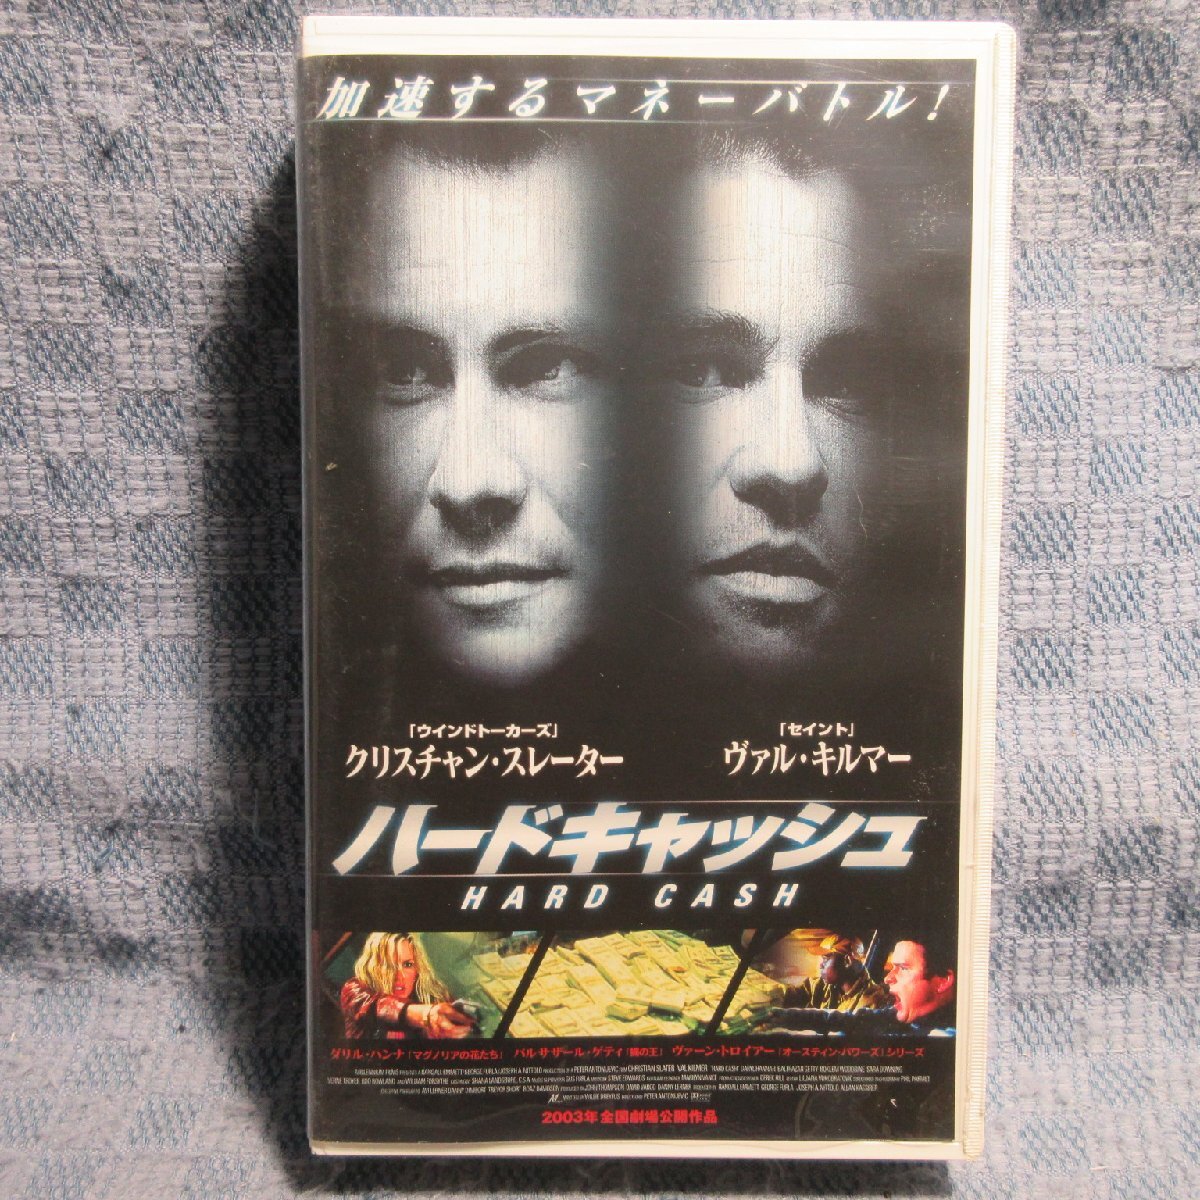 加速するマネーバトル!
「ウインドトーカーズ」
クリスチャン・スレーター
「セイント」
ヴァル・キルマー
ハードキャッシュ
HARD CASH
ダリル・ハンナ「マグノリアの花たち」 バルサザール・ゲティ「蝿の王」 ヴァーン・トロイアー「オースティン・パワーズ」シリーズ
2003年全国劇場公開作品